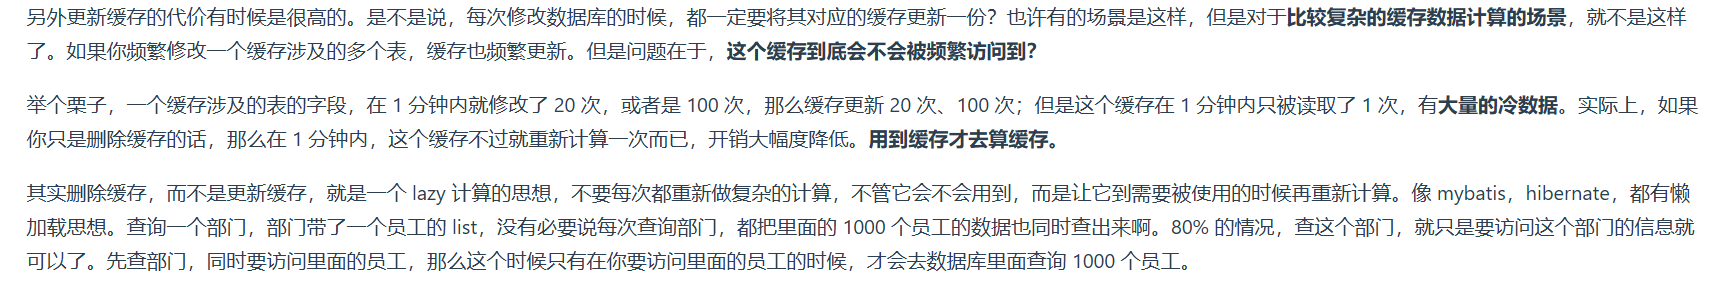 另外更新缓存的代价有时候是很高的。是不是说，每次修改数据库的时候，都一定要将其对应的缓存更新一份？也许有的场景是这样，但是对于比较复杂的缓存数据计算的场景，就不是这样
了。如果你频繁修改一个缓存涉及的多个表，缓存也频繁更新。但是问题在于，这个缓存到底会不会被频繁访问到？
举个栗子，一个缓存涉及的表的字段，在 1 分钟内就修改了 20 次，或者是 100 次，那么缓存更新 20 次、100 次；但是这个缓存在 1 分钟内只被读取了 1 次，有大量的冷数据。实际上，如果
你只是删除缓存的话，那么在 1 分钟内，这个缓存不过就重新计算一次而已，开销大幅度降低。用到缓存才去算缓存。
其实删除缓存，而不是更新缓存，就是一个 lazy 计算的思想，不要每次都重新做复杂的计算，不管它会不会用到，而是让它到需要被使用的时候再重新计算。像 mybatis，hibernate，都有懒
加载思想。查询一个部门，部门带了一个员工的 list，没有必要说每次查询部门，都把里面的 1000 个员工的数据也同时查出来啊。80% 的情况，查这个部门，就只是要访问这个部门的信息就
可以了。先查部门，同时要访问里面的员工，那么这个时候只有在你要访问里面的员工的时候，才会去数据库里面查询 1000 个员工。